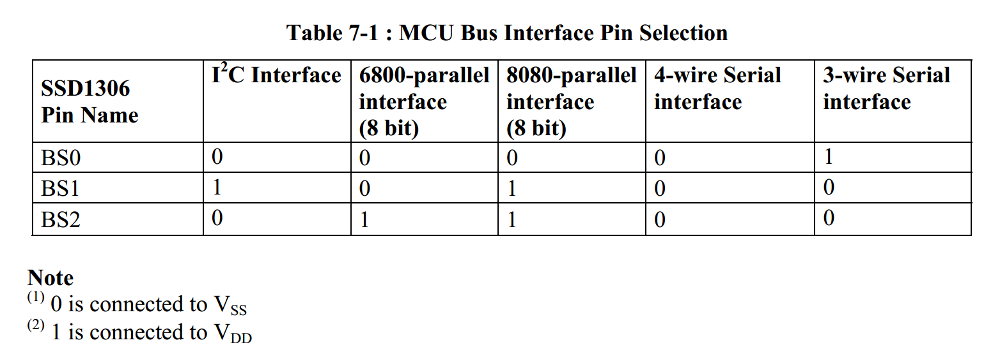 Table 7-1 : MCU Bus Interface Pin Selection
SSD1306
Pin Name
I²C Interface
6800-parallel
interface
(8 bit)
8080-parallel
interface
(8 bit)
4-wire Serial
interface
3-wire Serial
interface
BS0 0 0 0 0 1
BS1 1 0 1 0 0
BS2 0 1 1 0 0
Note
(1) 0 is connected to VSS
(2) 1 is connected to VDD